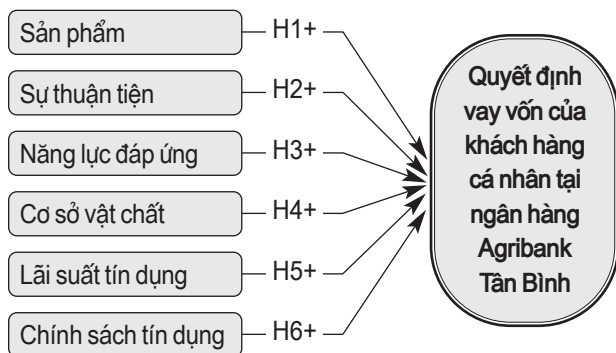 Sản phẩm H1+
Sự thuận tiện H2+
Năng lực đáp ứng H3+
Cơ sở vật chất H4+
Lãi suất tín dụng H5+
Chính sách tín dụng H6+
Quyết định
vay vốn của
khách hàng
cá nhân tại
ngân hàng
Agribank
Tân Bình